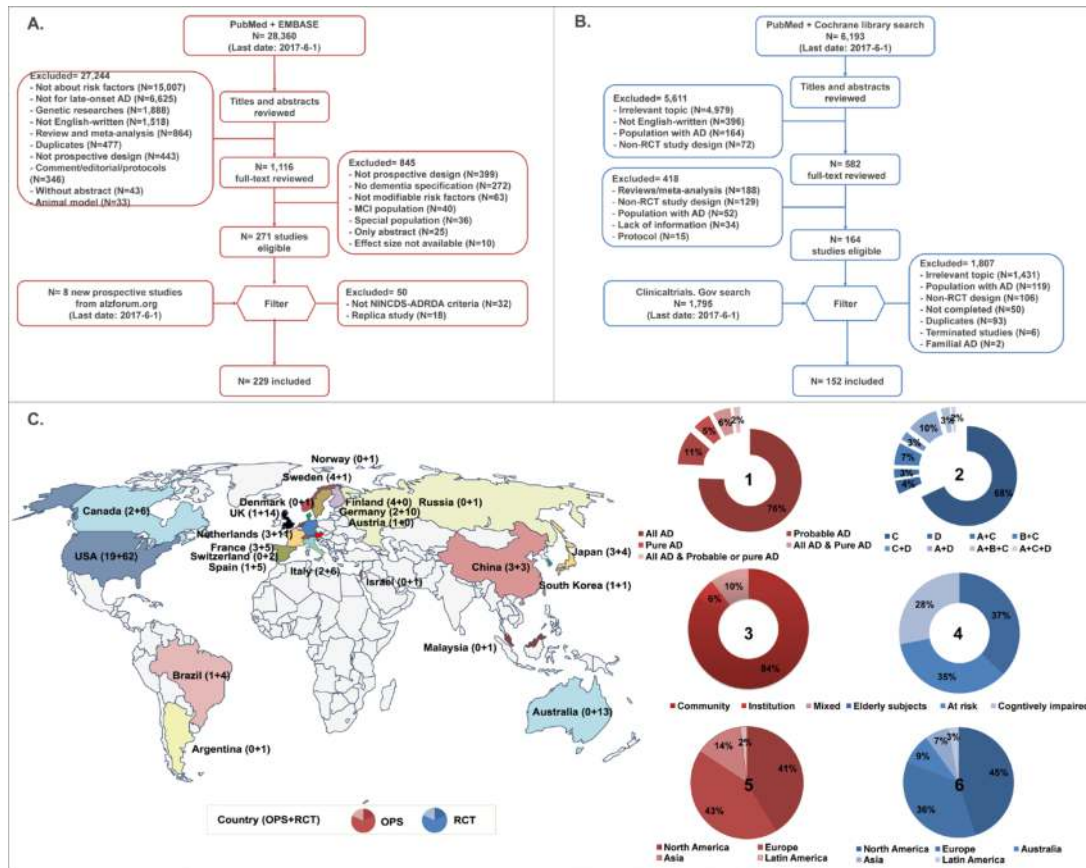 A.
PubMed + EMBASE
N= 28,360
(Last date: 2017-6-1)
Excluded= 27,244
- Not about risk factors (N=15,007)
- Not for late-onset AD (N=6,625)
- Genetic researches (N=1,888)
- Not English-written (N=1,518)
- Review and meta-analysis (N=864)
- Duplicates (N=477)
- Not prospective design (N=443)
- Comment/editorial/protocols
(N=346)
- Without abstract (N=43)
- Animal model (N=33)
Titles and abstracts
reviewed
N= 1,116
full-text reviewed
Excluded= 845
- Not prospective design (N=399)
- No dementia specification (N=272)
- Not modifiable risk factors (N=63)
- MCI population (N=40)
- Special population (N=36)
- Only abstract (N=25)
- Effect size not available (N=10)
N= 271 studies
eligible
N= 8 new prospective studies
from alzforum.org
(Last date: 2017-6-1)
Filter
Excluded= 50
- Not NINCDS-ADRDA criteria (N=32)
- Replica study (N=18)
N= 229 included
B.
PubMed + Cochrane library search
N= 6,193
(Last date: 2017-6-1)
Excluded= 5,611
- Irrelevant topic (N=4,979)
- Not English-written (N=396)
- Population with AD (N=164)
- Non-RCT study design (N=72)
Titles and abstracts
reviewed
N= 582
full-text reviewed
Excluded= 418
- Reviews/meta-analysis (N=188)
- Non-RCT study design (N=129)
- Population with AD (N=52)
- Lack of information (N=34)
- Protocol (N=15)
N= 164
studies eligible
Clinicaltrials. Gov search
N= 1,795
(Last date: 2017-6-1)
Filter
Excluded= 1,807
- Irrelevant topic (N=1,431)
- Population with AD (N=119)
- Non-RCT design (N=106)
- Not completed (N=50)
- Duplicates (N=93)
- Terminated studies (N=6)
- Familial AD (N=2)
N= 152 included
C.
Norway (0+1)
Sweden (4+1)
Denmark (0+1)
Finland (4+0)
Russia (0+1)
Canada (2+6)
UK (1+14)
Germany (2+10)
Austria (1+0)
Netherlands (3+11)
USA (19+62)
France (3+5)
Switzerland (0+2)
Spain (1+5)
Italy (2+6)
Israel (0+1)
China (3+3)
Japan (3+4)
South Korea (1+1)
Malaysia (0+1)
Brazil (1+4)
Australia (0+13)
Argentina (0+1)
Country (OPS+RCT)
OPS
RCT
11%
5%
6%
2%
76%
1
All AD
Probable AD
Pure AD
All AD & Pure AD
All AD & Probable or pure AD
4%
3%
7%
3%
10%
3%
2%
68%
2
C
D
A+C
B+C
C+D
A+D
A+B+C
A+C+D
6%
10%
84%
3
Community
Institution
Mixed
28%
37%
35%
4
Elderly subjects
At risk
Cogntively impaired
14%
2%
41%
43%
5
North America
Europe
Asia
Latin America
9%
7%
3%
45%
36%
6
North America
Europe
Australia
Asia
Latin America